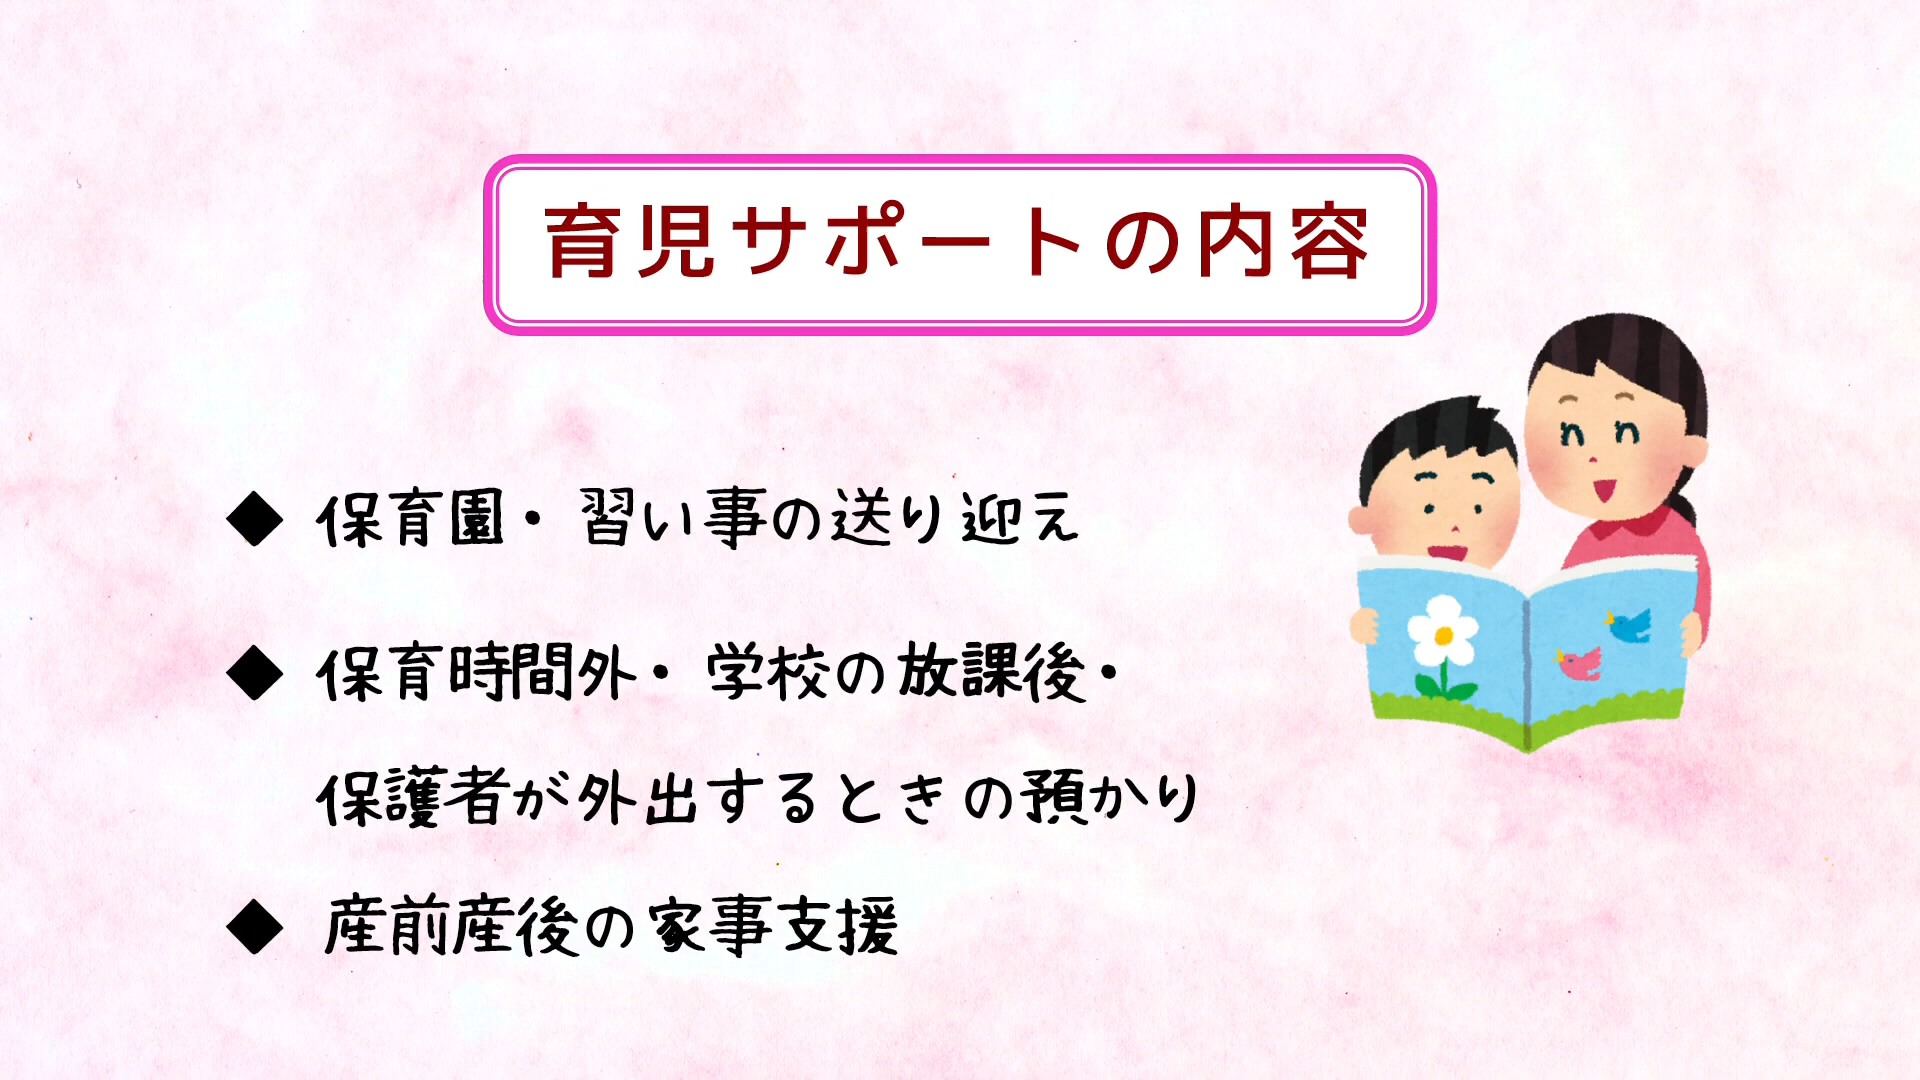 育児サポートの内容
◆ 保育園・習い事の送り迎え
◆ 保育時間外・学校の放課後・
保護者が外出するときの預かり
◆ 産前産後の家事支援